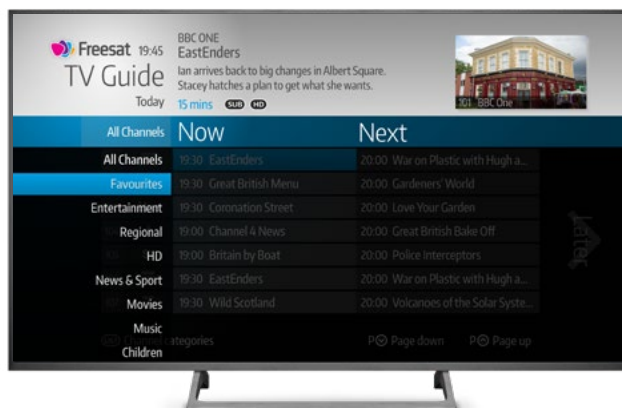 Freesat 19:45
TV Guide
Today
BBC ONE
EastEnders
Ian arrives back to big changes in Albert Square.
Stacey hatches a plan to get what she wants.
15 mins SUB HD
101 BBC One
All Channels Now Next
All Channels 19:30 EastEnders 20:00 War on Plastic with Hugh a...
Favourites 19:30 Great British Menu 20:00 Gardeners' World
Entertainment 19:30 Coronation Street 20:00 Love Your Garden
Regional 19:00 Channel 4 News 20:00 Great British Bake Off
HD 19:00 Britain by Boat 20:00 Police Interceptors
News & Sport 19:30 EastEnders 20:00 War on Plastic with Hugh a...
Movies 19:30 Wild Scotland 20:00 Volcanoes of the Solar Syste...
Later
Music
Channel categories P Page down P Page up
Children